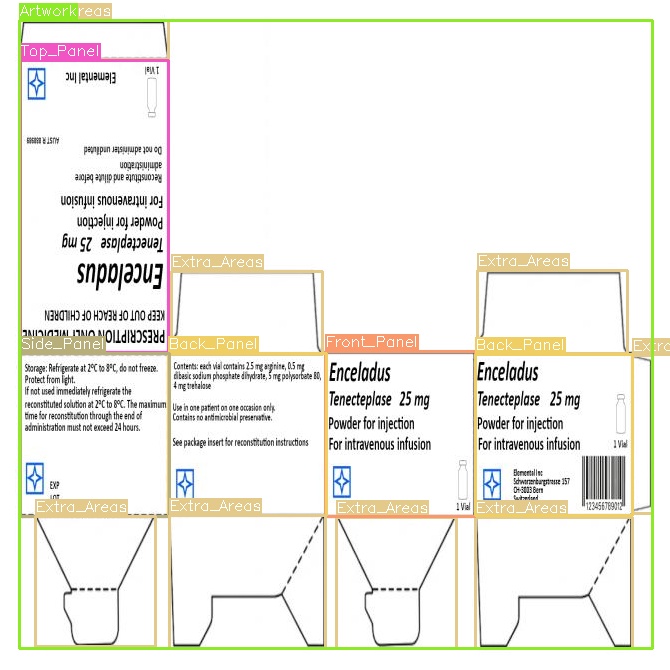 Artwork
Top_Panel
Elemental Inc
1 Vial
AUST R 888989
Do not administer undiluted
Reconstitute and dilute before
administration
For intravenous infusion
Powder for injection
Tenecteplase 25 mg
Enceladus
KEEP OUT OF REACH OF CHILDREN
PRESCRIPTION ONLY MEDICINE
Extra_Areas
Extra_Areas
Side_Panel
Back_Panel
Front_Panel
Back_Panel
Storage: Refrigerate at 2°C to 8°C, do not freeze.
Protect from light.
If not used immediately refrigerate the
reconstituted solution at 2°C to 8°C. The maximum
time for reconstitution through the end of
administration must not exceed 24 hours.
EXP
Contents: each vial contains 2.5 mg arginine, 0.5 mg
dibasic sodium phosphate dihydrate, 5 mg polysorbate 80,
4 mg trehalose
Use in one patient on one occasion only.
Contains no antimicrobial preservative.
See package insert for reconstitution instructions
Enceladus
Tenecteplase 25 mg
Powder for injection
For intravenous infusion
1 Vial
Enceladus
Tenecteplase 25 mg
Powder for injection
For intravenous infusion
1 Vial
Elemental Inc
Schwarzenburgstrasse 157
CH-3003 Bern
Switzerland
123456789012
Extra_Areas
Extra_Areas
Extra_Areas
Extra_Areas